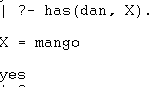 | ?- has(dan, X).
X = mango
yes